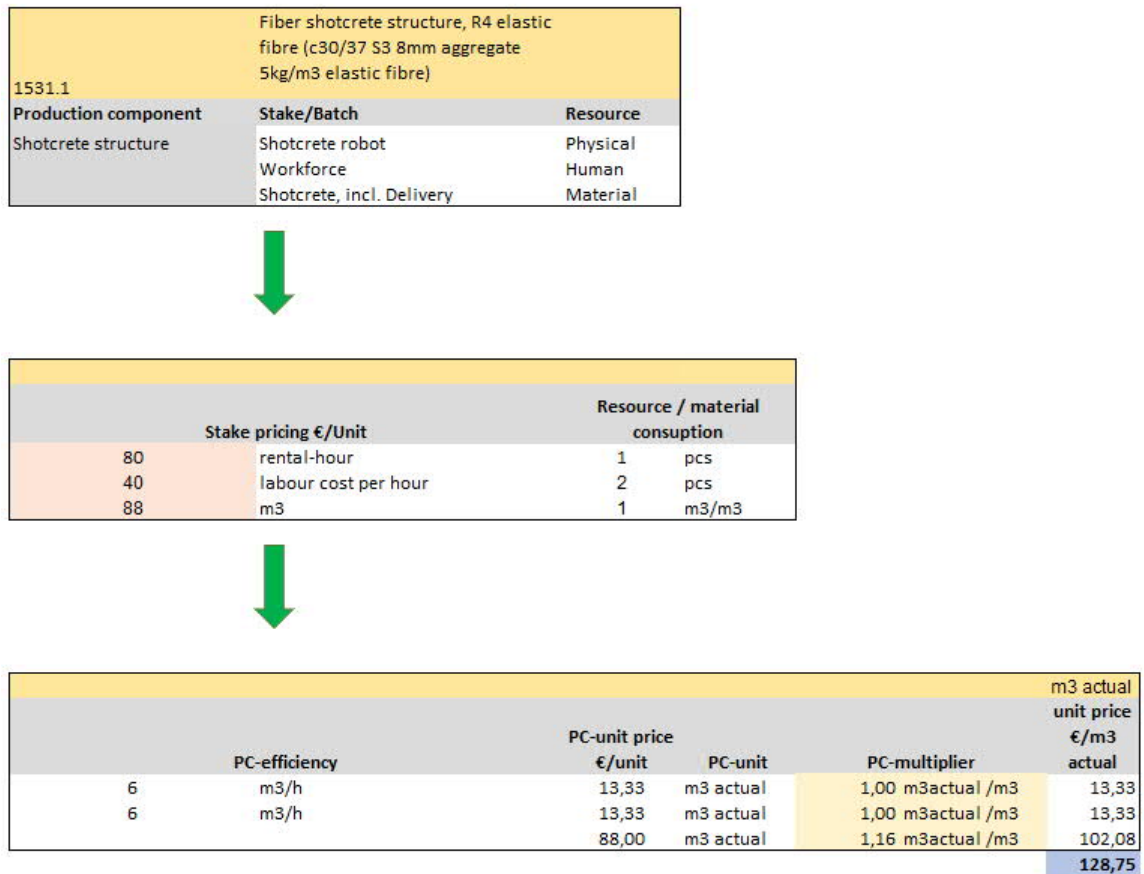 Fiber shotcrete structure, R4 elastic
fibre (c30/37 S3 8mm aggregate
5kg/m3 elastic fibre)
1531.1
Production component Stake/Batch Resource
Shotcrete structure Shotcrete robot Physical
Workforce Human
Shotcrete, incl. Delivery Material
Resource / material
Stake pricing €/Unit consuption
80 rental-hour 1 pcs
40 labour cost per hour 2 pcs
88 m3 1 m3/m3
m3 actual
unit price
PC-unit price €/m3
PC-efficiency €/unit PC-unit PC-multiplier actual
6 m3/h 13,33 m3 actual 1,00 m3actual /m3 13,33
6 m3/h 13,33 m3 actual 1,00 m3actual /m3 13,33
88,00 m3 actual 1,16 m3actual /m3 102,08
128,75